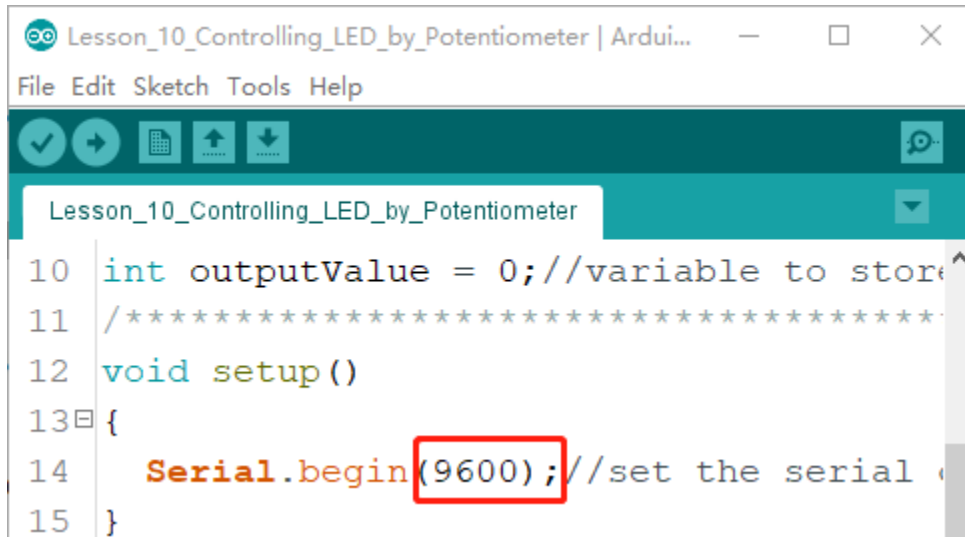 Lesson_10_Controlling_LED_by_Potentiometer | Ardui...
File Edit Sketch Tools Help
Lesson_10_Controlling_LED_by_Potentiometer
10 int outputValue = 0;//variable to store
11 /**************************************
12 void setup()
13 {
14 Serial.begin(9600);//set the serial
15 }